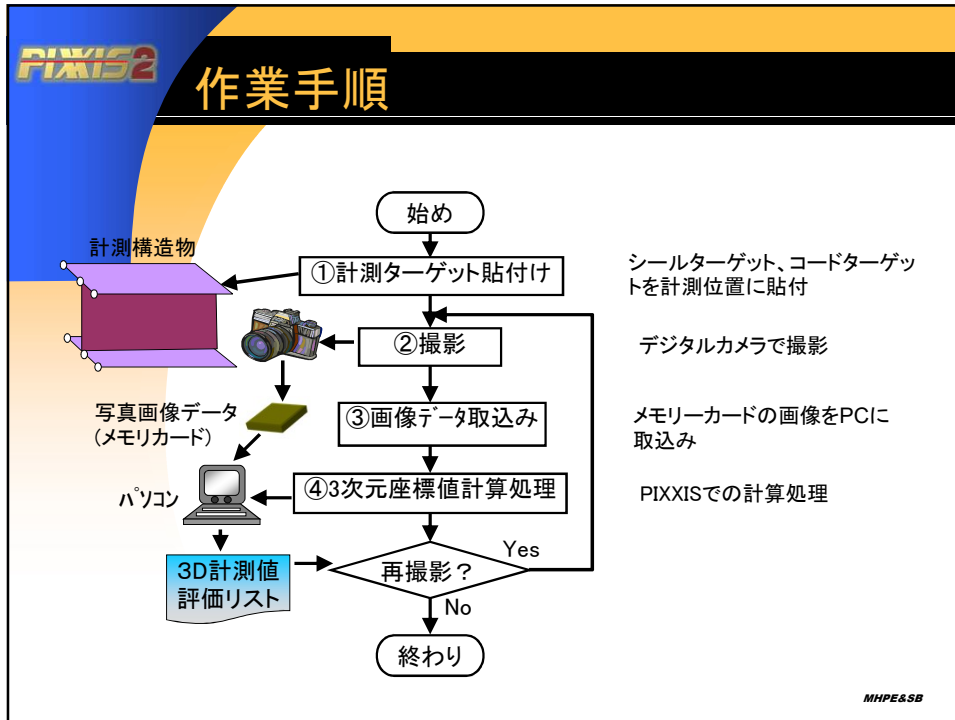 PIXXIS2
作業手順
始め
計測構造物
①計測ターゲット貼付け
シールターゲット、コードターゲッ
トを計測位置に貼付
②撮影
デジタルカメラで撮影
写真画像データ
(メモリカード)
③画像データ取込み
メモリーカードの画像をPCに
取込み
パソコン
④3次元座標値計算処理
PIXXISでの計算処理
3D計測値
評価リスト
再撮影？
Yes
No
終わり
MHPE&SB